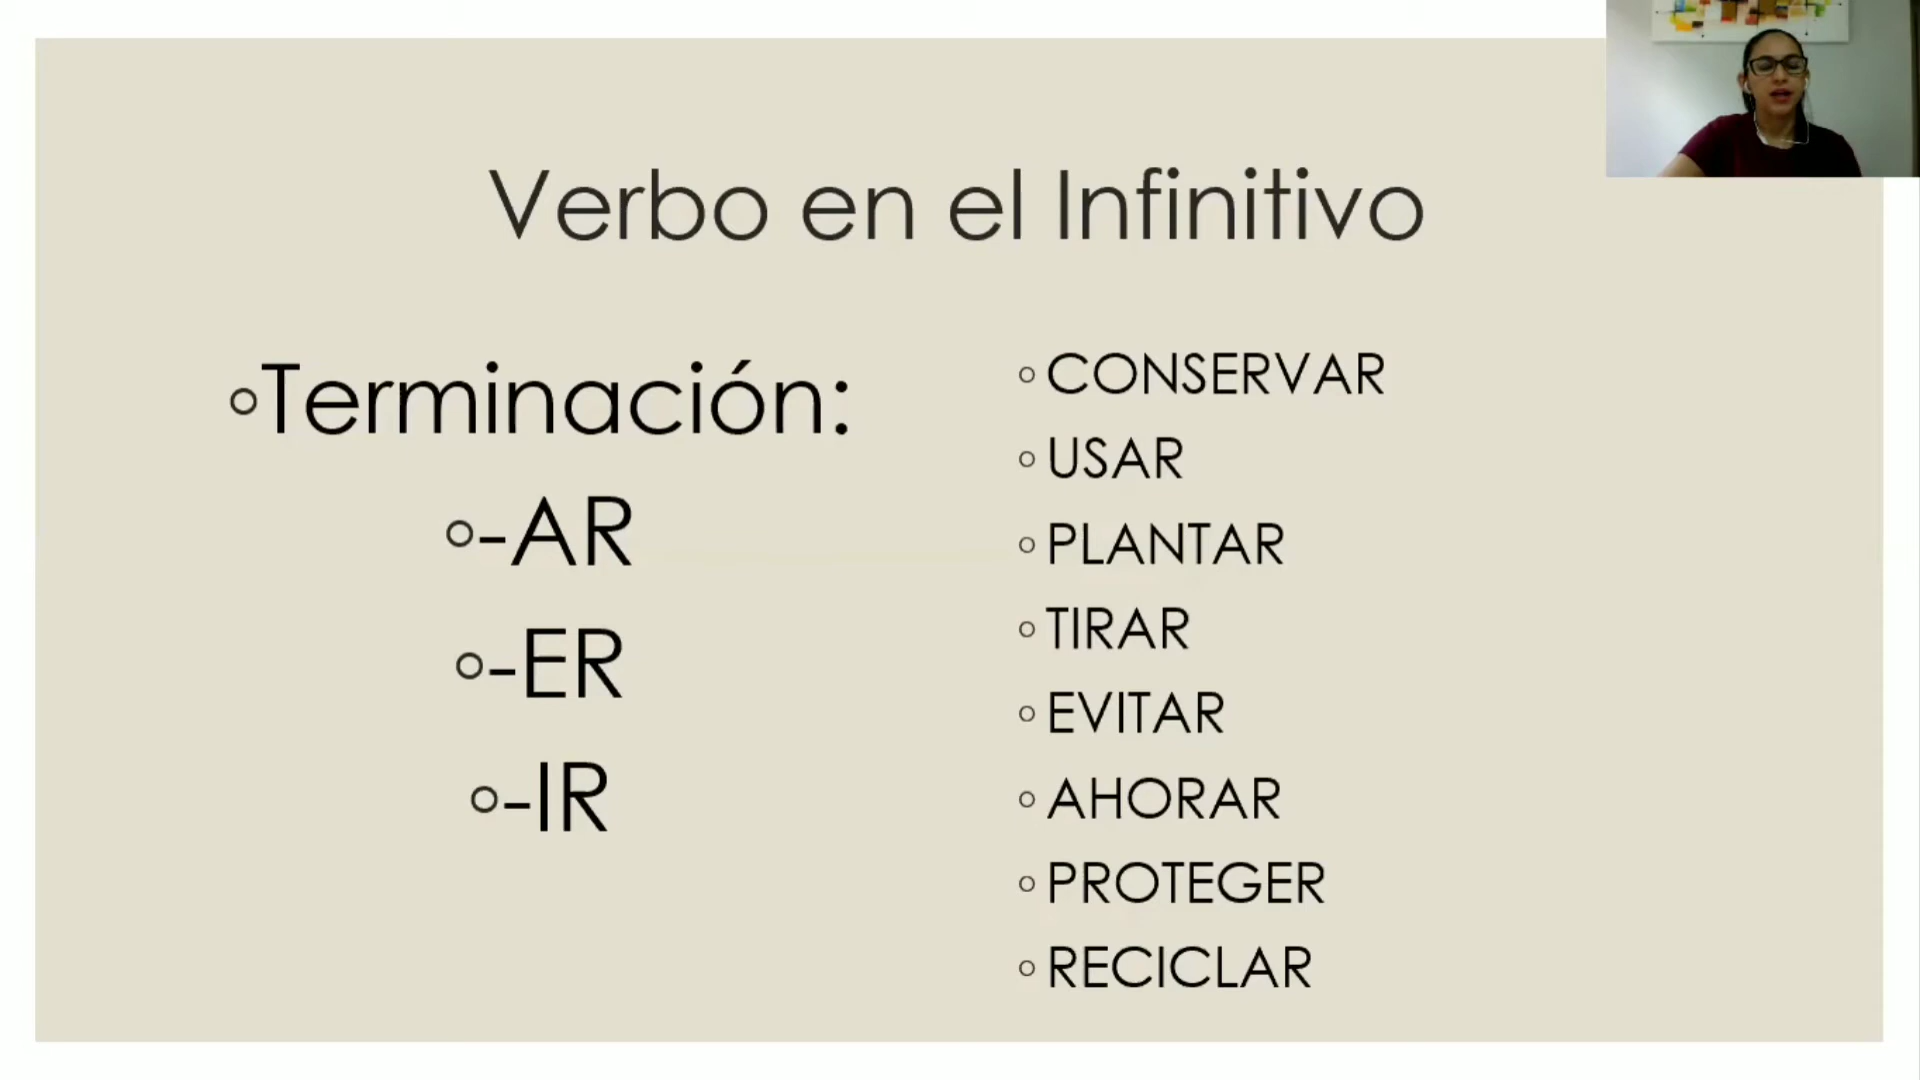 Verbo en el Infinitivo
Terminación:
-AR
-ER
-IR
CONSERVAR
USAR
PLANTAR
TIRAR
EVITAR
AHORAR
PROTEGER
RECICLAR